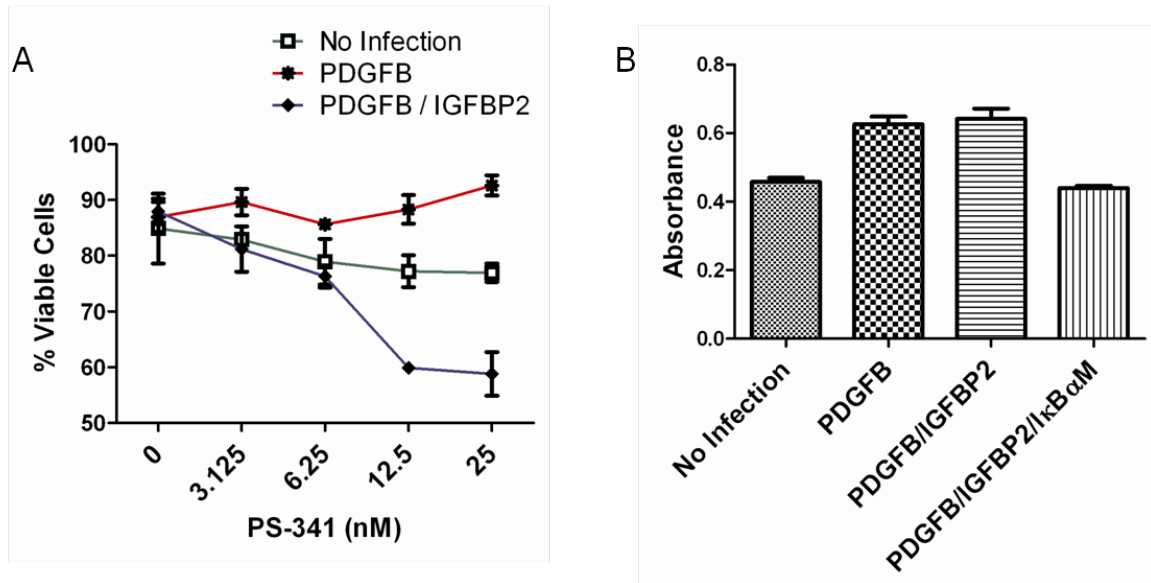 A
No Infection
PDGFB
PDGFB / IGFBP2
% Viable Cells
100
90
80
70
60
50
0
3.125
6.25
12.5
25
PS-341 (nM)
B
Absorbance
0.8
0.6
0.4
0.2
0.0
No Infection
PDGFB
PDGFB/IGFBP2
PDGFB/IGFBP2/IκBαM